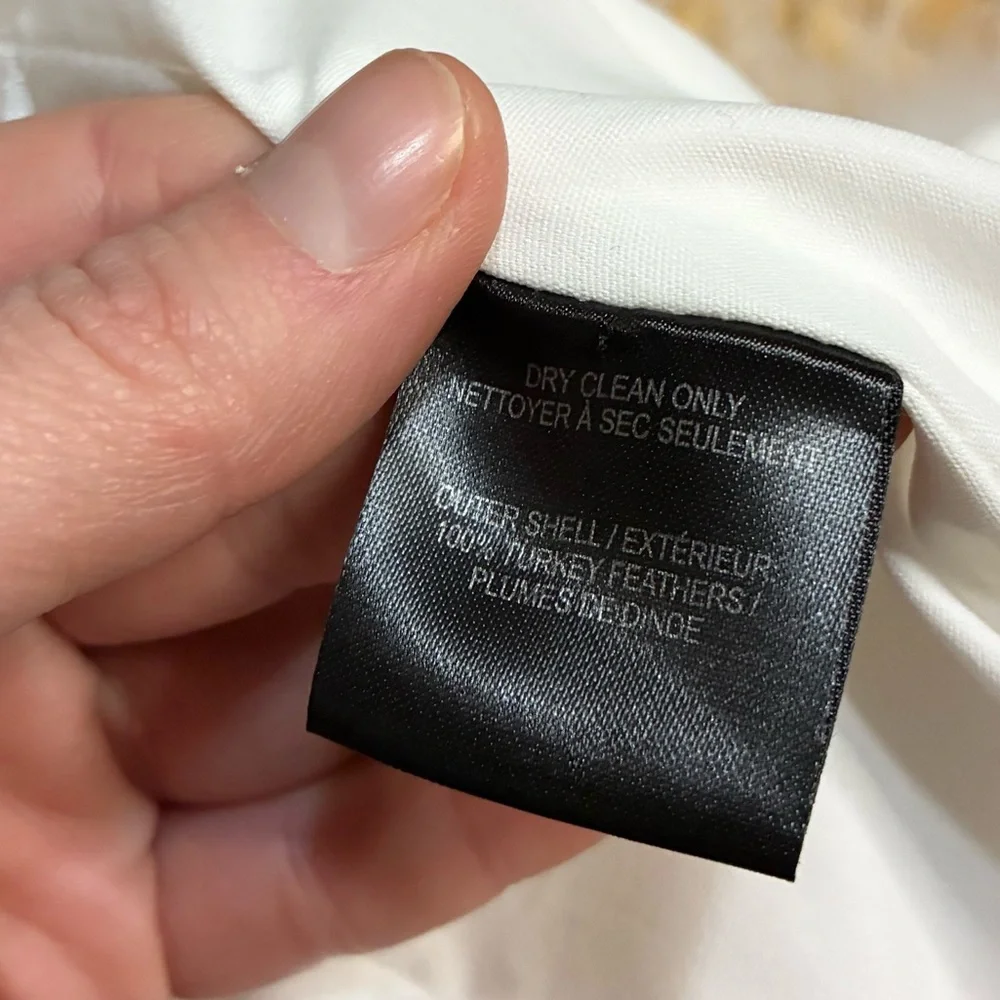 DRY CLEAN ONLY
NETTOYER À SEC SEULEMENT
OUTER SHELL / EXTÉRIEUR
100% TURKEY FEATHERS /
PLUMES DE DINDE